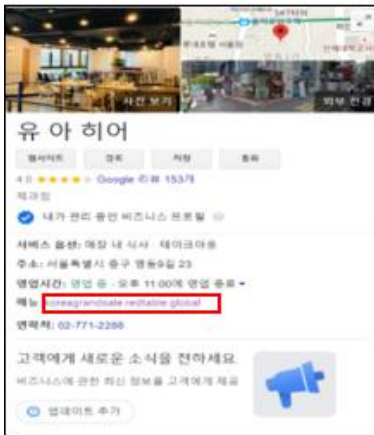 사진 보기
외부 전경
유 아 히어
웹사이트 경로 저장 통화
4.0 Google 리뷰 153개
제과점
내가 관리 중인 비즈니스 프로필
서비스 옵션: 매장 내 식사 · 테이크아웃
주소: 서울특별시 중구 명동9길 23
영업시간: 영업 중 · 오후 11:00에 영업 종료
메뉴: koreagrandsale.redtable.global
연락처: 02-771-2288
고객에게 새로운 소식을 전하세요.
비즈니스에 관한 최신 정보를 고객에게 제공
업데이트 추가